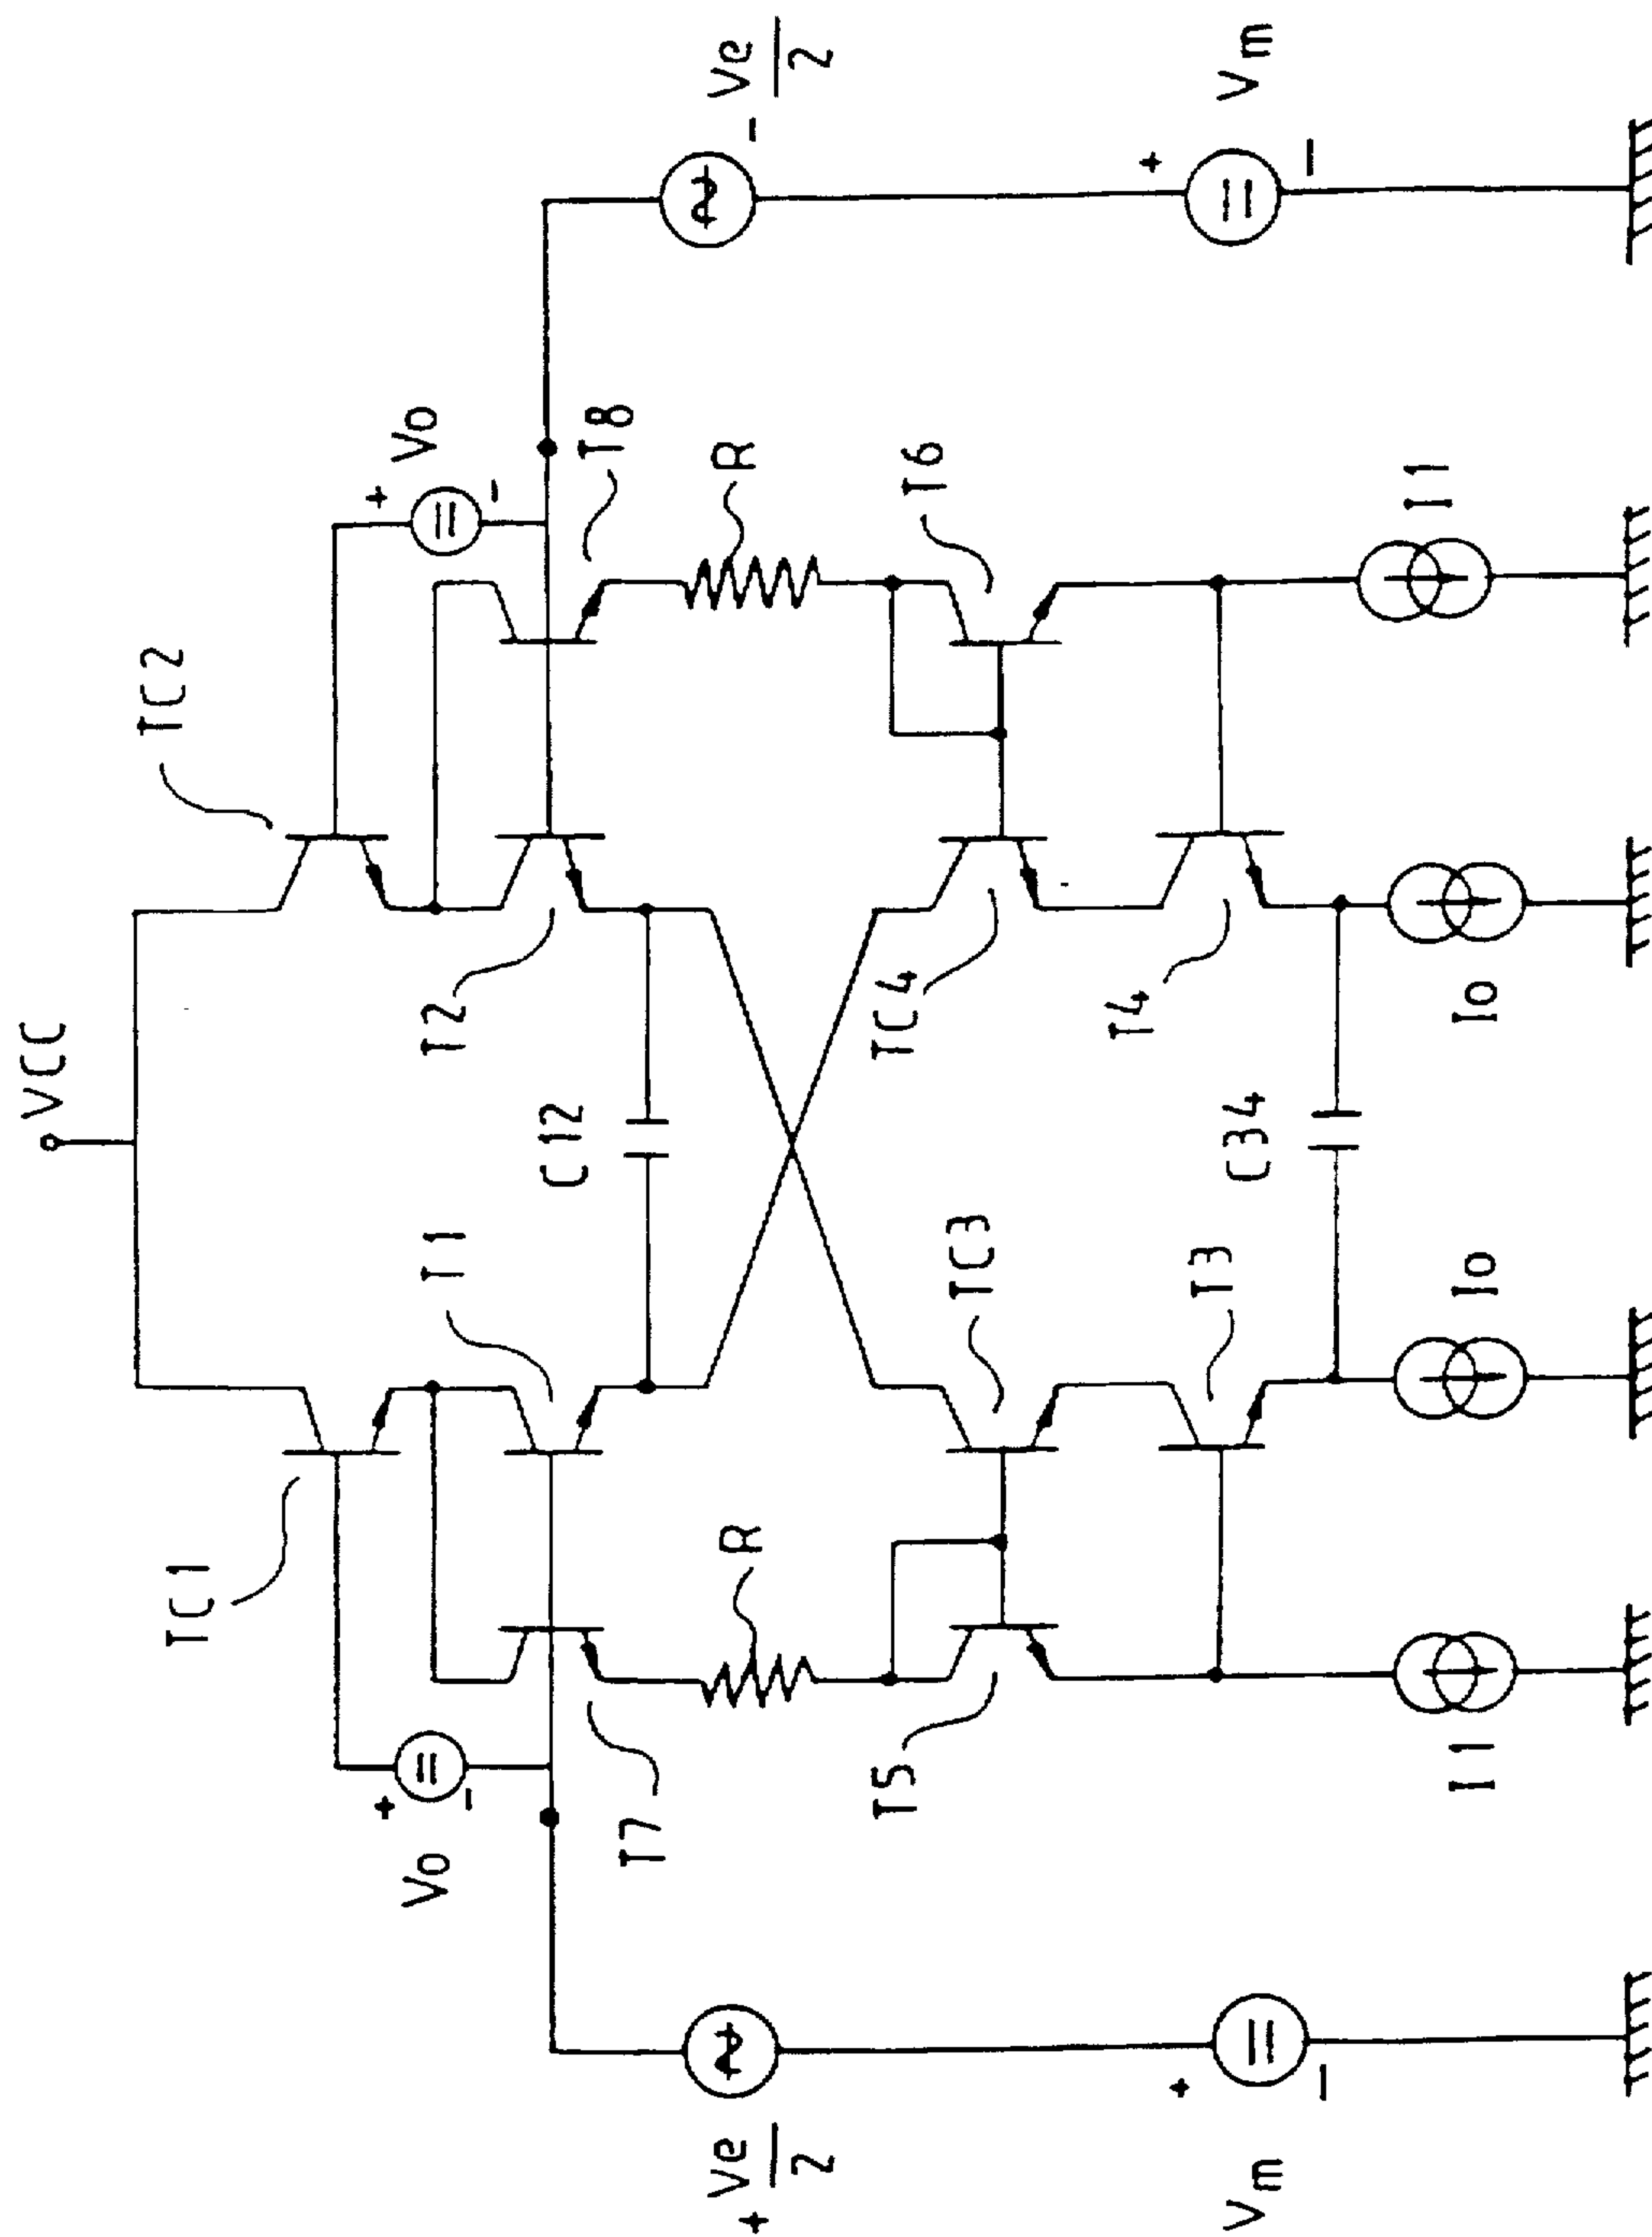 VCC
TC1
TC2
Vo
Vo
T1
T2
T7
T8
C12
+ Ve/2
- Ve/2
R
R
T5
TC3
TC4
T6
T3
T4
C34
Vm
Vm
I1
Io
Io
I1
+
-
+
-
+
-
+
-